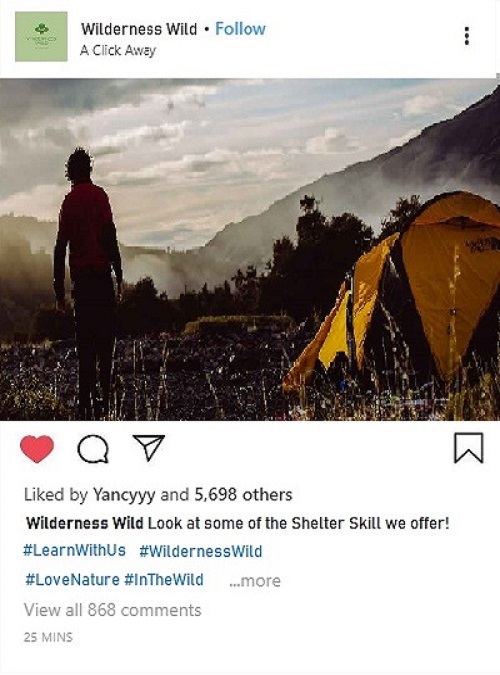 Wilderness Wild • Follow
A Click Away
Liked by Yancyyy and 5,698 others
Wilderness Wild Look at some of the Shelter Skill we offer!
#LearnWithUs #WildernessWild
#LoveNature #InTheWild ...more
View all 868 comments
25 MINS